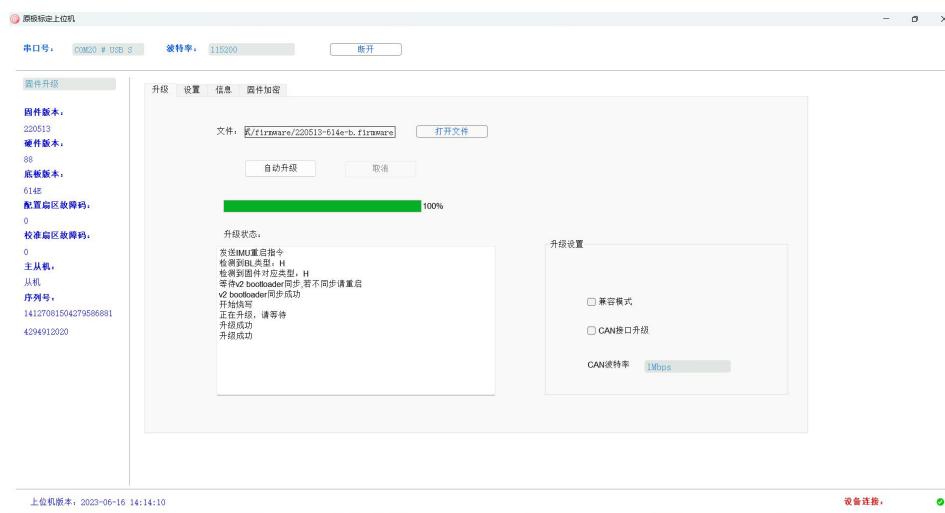 原极标定上位机
串口号： COM20 # USB S 波特率： 115200 断开
固件升级
固件版本：
220513
硬件版本：
88
底板版本：
614E
配置扇区故障码：
0
校准扇区故障码：
0
主从机：
从机
序列号：
14127081504279586881
4294912020
升级 设置 信息 固件加密
文件： 式/firmware/220513-614e-b.firmware 打开文件
自动升级 取消
100%
升级状态：
发送IMU重启指令
检测到BL类型：H
检测到固件对应类型：H
等待v2 bootloader同步,若不同步请重启
v2 bootloader同步成功
开始烧写
正在升级，请等待
升级成功
升级成功
升级设置
兼容模式
CAN接口升级
CAN波特率 1Mbps
上位机版本：2023-06-16 14:14:10
设备连接：